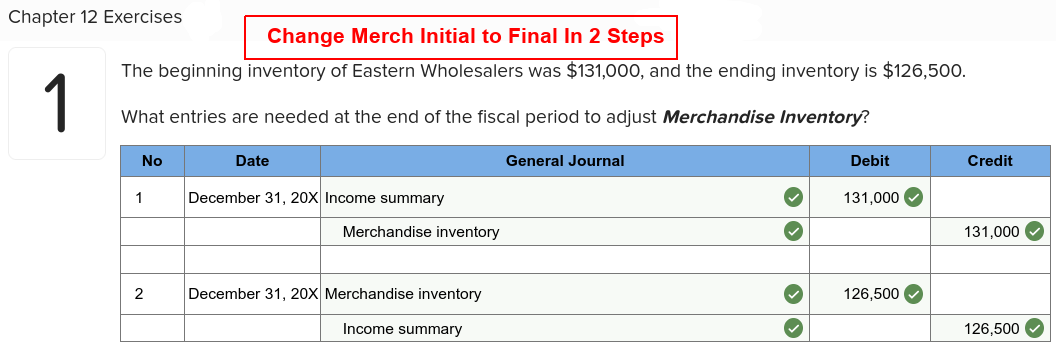 Chapter 12 Exercises
Change Merch Initial to Final In 2 Steps
1
The beginning inventory of Eastern Wholesalers was $131,000, and the ending inventory is $126,500.
What entries are needed at the end of the fiscal period to adjust Merchandise Inventory?
No Date General Journal Debit Credit
1 December 31, 20X Income summary 131,000
Merchandise inventory 131,000
2 December 31, 20X Merchandise inventory 126,500
Income summary 126,500